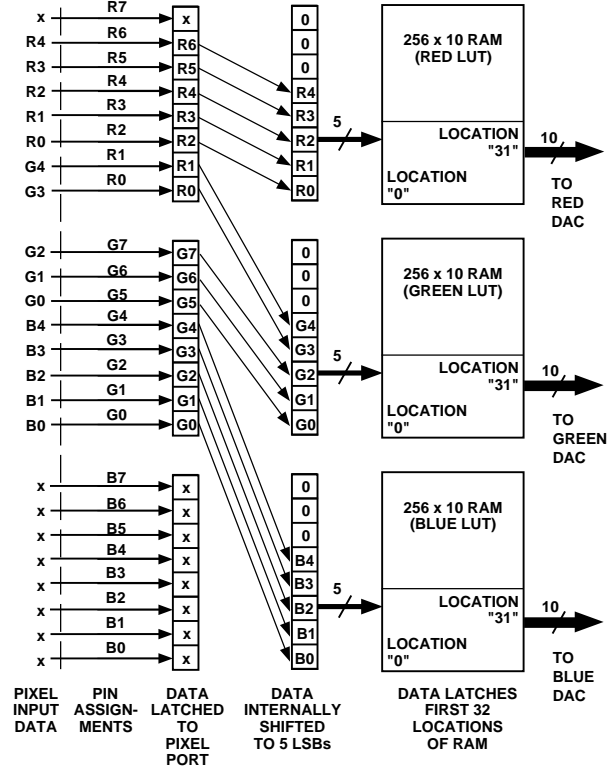 x R7 x 0
R4 R6 R6 0
R3 R5 R5 0
R2 R4 R4 R4
R1 R3 R3 R3
R0 R2 R2 R2
G4 R1 R1 R1
G3 R0 R0 R0
5
256 x 10 RAM
(RED LUT)
LOCATION
"31"
LOCATION
"0"
10
TO
RED
DAC
G2 G7 G7 0
G1 G6 G6 0
G0 G5 G5 0
B4 G4 G4 G4
B3 G3 G3 G3
B2 G2 G2 G2
B1 G1 G1 G1
B0 G0 G0 G0
5
256 x 10 RAM
(GREEN LUT)
LOCATION
"31"
LOCATION
"0"
10
TO
GREEN
DAC
x B7 x 0
x B6 x 0
x B5 x 0
x B4 x B4
x B3 x B3
x B2 x B2
x B1 x B1
x B0 x B0
5
256 x 10 RAM
(BLUE LUT)
LOCATION
"31"
LOCATION
"0"
10
TO
BLUE
DAC
PIXEL
INPUT
DATA
PIN
ASSIGN-
MENTS
DATA
LATCHED
TO
PIXEL
PORT
DATA
INTERNALLY
SHIFTED
TO 5 LSBs
DATA LATCHES
FIRST 32
LOCATIONS
OF RAM